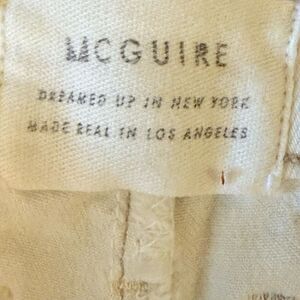 MCGUIRE
DREAMED UP IN NEW YORK
MADE REAL IN LOS ANGELES